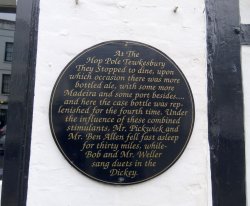 At The
Hop Pole Tewkesbury
They Stopped to dine, upon
which occasion there was more
bottled ale, with some more
Madeira and some port besides...
and here the case bottle was rep-
lenished for the fourth time. Under
the influence of these combined
stimulants, Mr. Pickwick and
Mr. Ben Allen fell fast asleep
for thirty miles, while-
Bob and Mr. Weller
sang duets in the
Dickey.